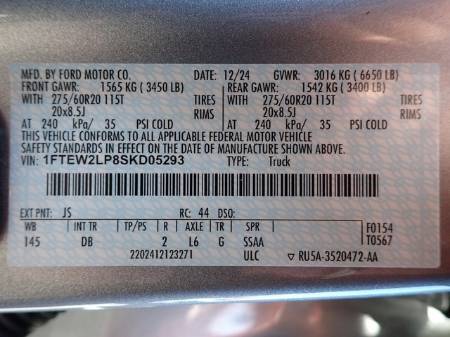 MFD. BY FORD MOTOR CO. DATE: 12/24 GVWR: 3016 KG ( 6650 LB)
FRONT GAWR: 1565 KG ( 3450 LB) REAR GAWR: 1542 KG ( 3400 LB)
WITH 275/60R20 115T TIRES WITH 275/60R20 115T TIRES
20x8.5J RIMS 20x8.5J RIMS
AT 240 kPa/ 35 PSI COLD AT 240 kPa/ 35 PSI COLD
THIS VEHICLE CONFORMS TO ALL APPLICABLE FEDERAL MOTOR VEHICLE
SAFETY STANDARDS IN EFFECT ON THE DATE OF MANUFACTURE SHOWN ABOVE.
VIN: 1FTEW2LP8SKD05293 TYPE: Truck
EXT PNT: JS RC: 44 DSO:
WB INT TR TP/PS R AXLE TR SPR F0154
145 DB 2 L6 G SSAA T0567
2202412123271 ULC ▽ RU5A-3520472-AA